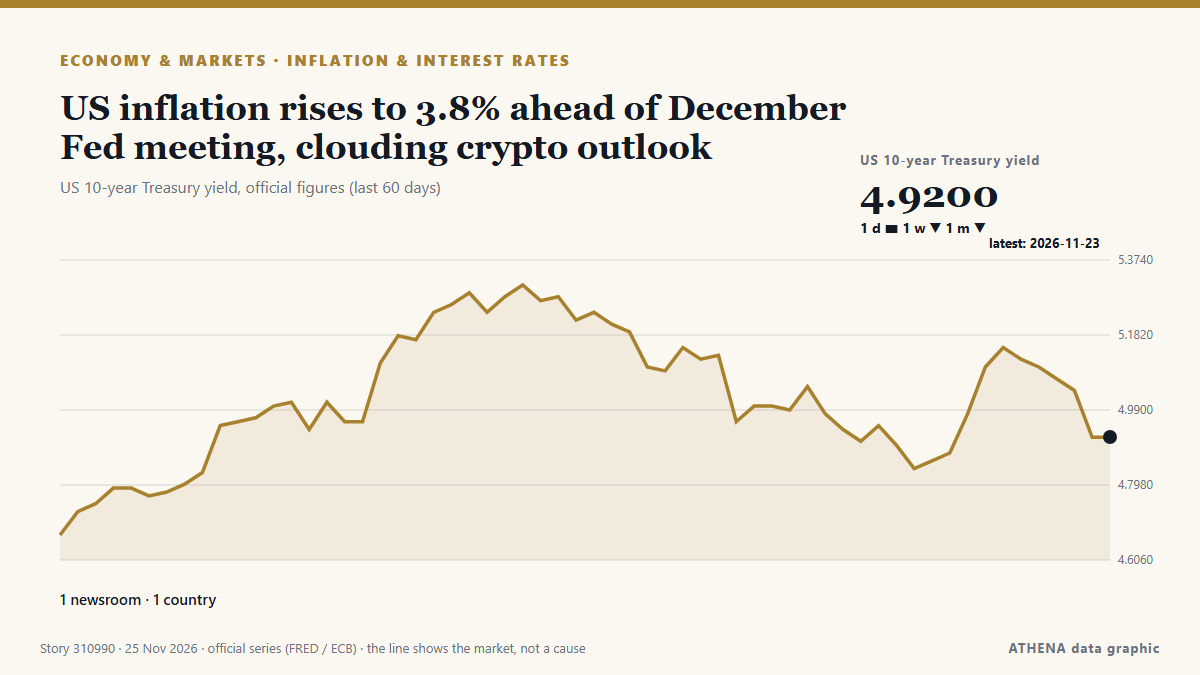 ECONOMY & MARKETS · INFLATION & INTEREST RATES
US inflation rises to 3.8% ahead of December
Fed meeting, clouding crypto outlook
US 10-year Treasury yield, official figures (last 60 days)
US 10-year Treasury yield
4.9200
1 d ▬ 1 w ▼ 1 m ▼
latest: 2026-11-23
5.3740
5.1820
4.9900
4.7980
4.6060
1 newsroom · 1 country
Story 310990 · 25 Nov 2026 · official series (FRED / ECB) · the line shows the market, not a cause
ATHENA data graphic